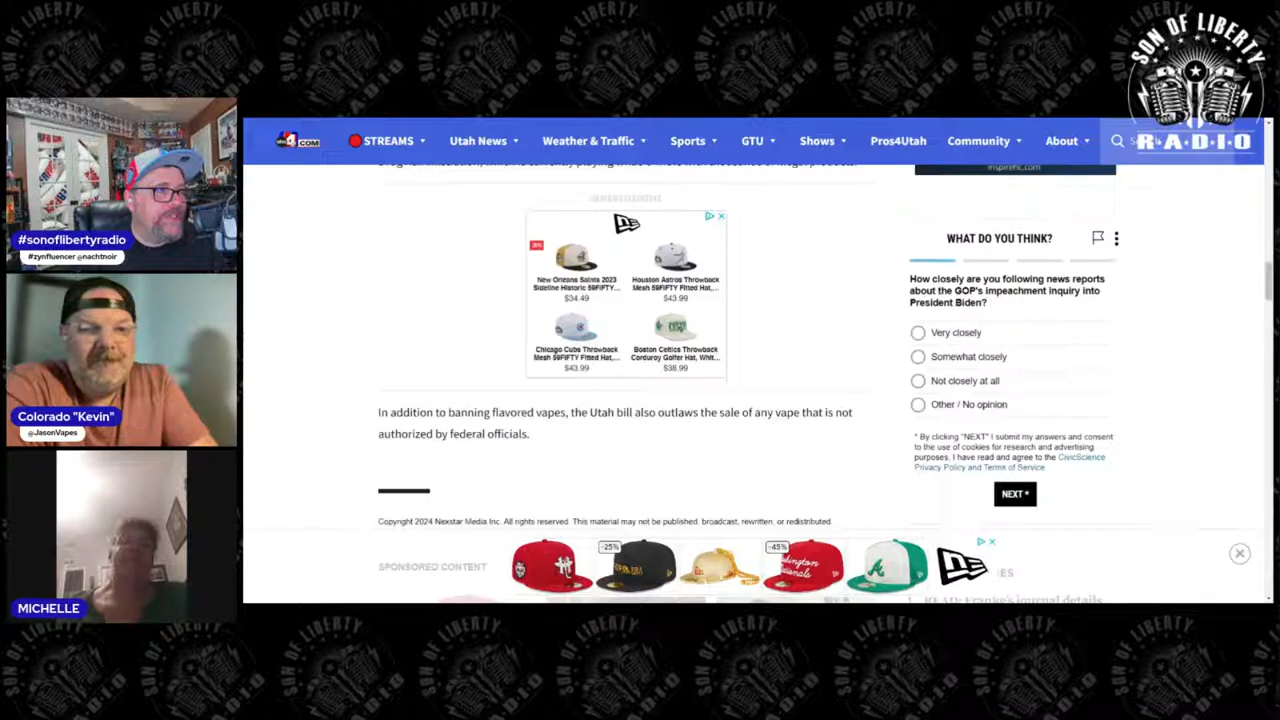 SON OF LIBERTY
R·A·D·I·O
#sonoflibertyradio
#zynfluencer @nachtnoir
Colorado "Kevin"
@JasonVapes
MICHELLE
abc4.COM
STREAMS
Utah News
Weather & Traffic
Sports
GTU
Shows
Pros4Utah
Community
About
ADVERTISEMENT
New Orleans Saints 2023
Sideline Historic 59FIFTY...
$34.49
Houston Astros Throwback
Mesh 59FIFTY Fitted Hat,...
$43.99
Chicago Cubs Throwback
Mesh 59FIFTY Fitted Hat,...
$43.99
Boston Celtics Throwback
Corduroy Golfer Hat, Whit...
$38.99
In addition to banning flavored vapes, the Utah bill also outlaws the sale of any vape that is not
authorized by federal officials.
Copyright 2024 Nexstar Media Inc. All rights reserved. This material may not be published, broadcast, rewritten, or redistributed.
SPONSORED CONTENT
-25%
-45%
inspirehc.com
WHAT DO YOU THINK?
How closely are you following news reports
about the GOP's impeachment inquiry into
President Biden?
Very closely
Somewhat closely
Not closely at all
Other / No opinion
* By clicking "NEXT" I submit my answers and consent
to the use of cookies for research and advertising
purposes. I have read and agree to the CivicScience
Privacy Policy and Terms of Service
NEXT *
IES